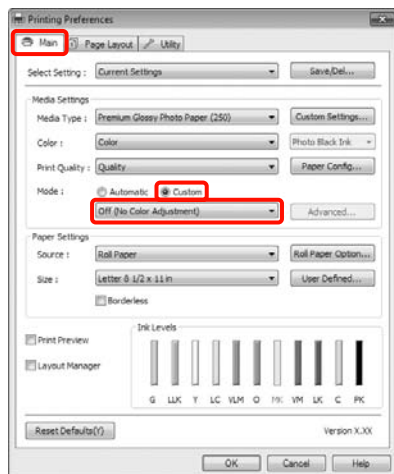 Printing Preferences
Main Page Layout Utility
Select Setting : Current Settings Save/Del...
Media Settings
Media Type : Premium Glossy Photo Paper (250) Custom Settings...
Color : Color Photo Black Ink
Print Quality : Quality Paper Config...
Mode : Automatic Custom
Off (No Color Adjustment) Advanced...
Paper Settings
Source : Roll Paper Roll Paper Option...
Size : Letter 8 1/2 x 11 in User Defined...
Borderless
Print Preview
Layout Manager
Ink Levels
G LLK Y LC VLM O MK VM LK C PK
Reset Defaults(Y) Version X.XX
OK Cancel Help